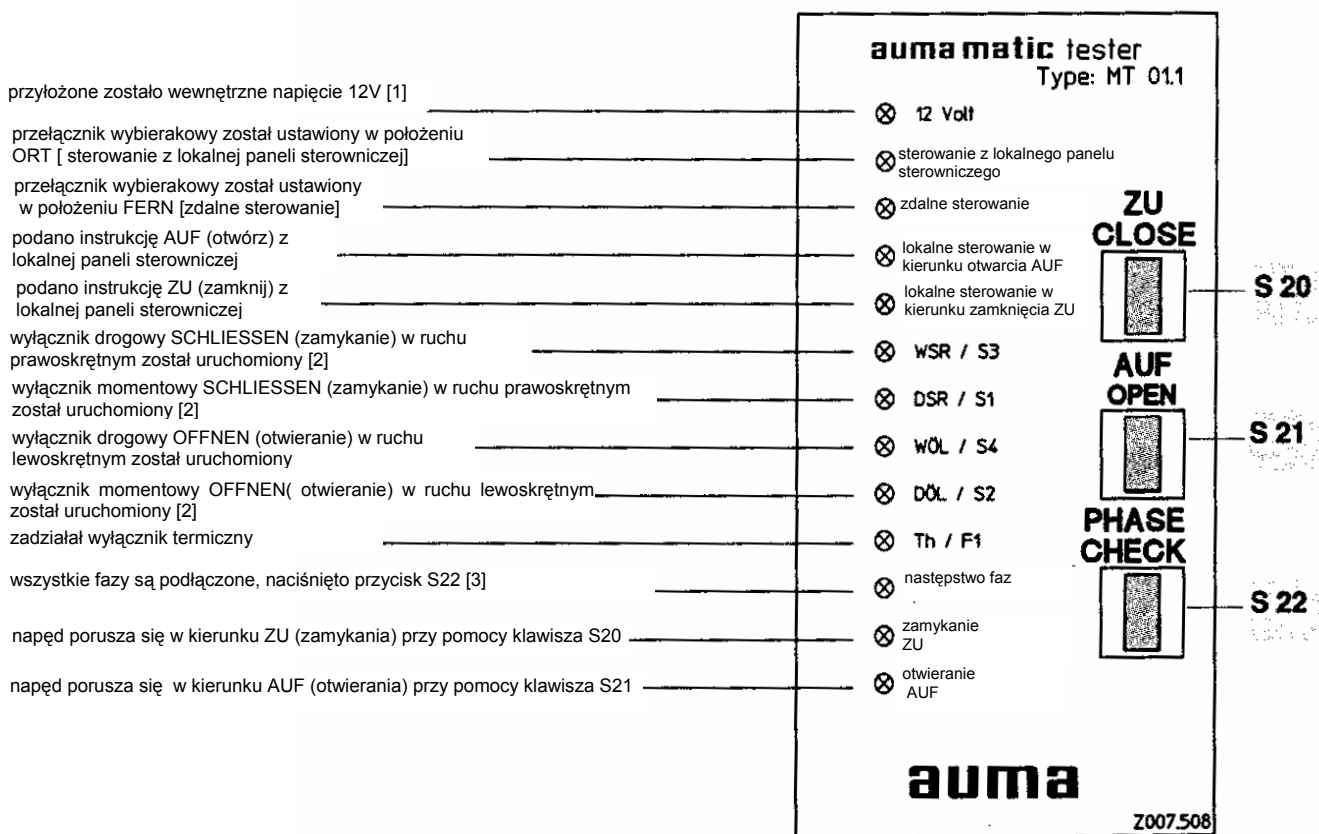 auma matic tester
Type: MT 01.1
przyłożone zostało wewnętrzne napięcie 12V [1]
12 Volt
przełącznik wybierakowy został ustawiony w położeniu
ORT [ sterowanie z lokalnej paneli sterowniczej]
sterowanie z lokalnego panelu
sterowniczego
przełącznik wybierakowy został ustawiony
w położeniu FERN [zdalne sterowanie]
zdalne sterowanie
podano instrukcję AUF (otwórz) z
lokalnej paneli sterowniczej
lokalne sterowanie w
kierunku otwarcia AUF
podano instrukcję ZU (zamknij) z
lokalnej paneli sterowniczej
lokalne sterowanie w
kierunku zamknięcia ZU
wyłącznik drogowy SCHLIESSEN (zamykanie) w ruchu
prawoskrętnym został uruchomiony [2]
WSR / S3
wyłącznik momentowy SCHLIESSEN (zamykanie) w ruchu prawoskrętnym
został uruchomiony [2]
DSR / S1
wyłącznik drogowy OFFNEN (otwieranie) w ruchu
lewoskrętnym został uruchomiony
WÖL / S4
wyłącznik momentowy OFFNEN( otwieranie) w ruchu lewoskrętnym
został uruchomiony [2]
DÖL / S2
zadziałał wyłącznik termiczny
Th / F1
wszystkie fazy są podłączone, naciśnięto przycisk S22 [3]
następstwo faz
napęd porusza się w kierunku ZU (zamykania) przy pomocy klawisza S20
zamykanie
ZU
napęd porusza się w kierunku AUF (otwierania) przy pomocy klawisza S21
otwieranie
AUF
ZU
CLOSE
S 20
AUF
OPEN
S 21
PHASE
CHECK
S 22
auma
Z007.508